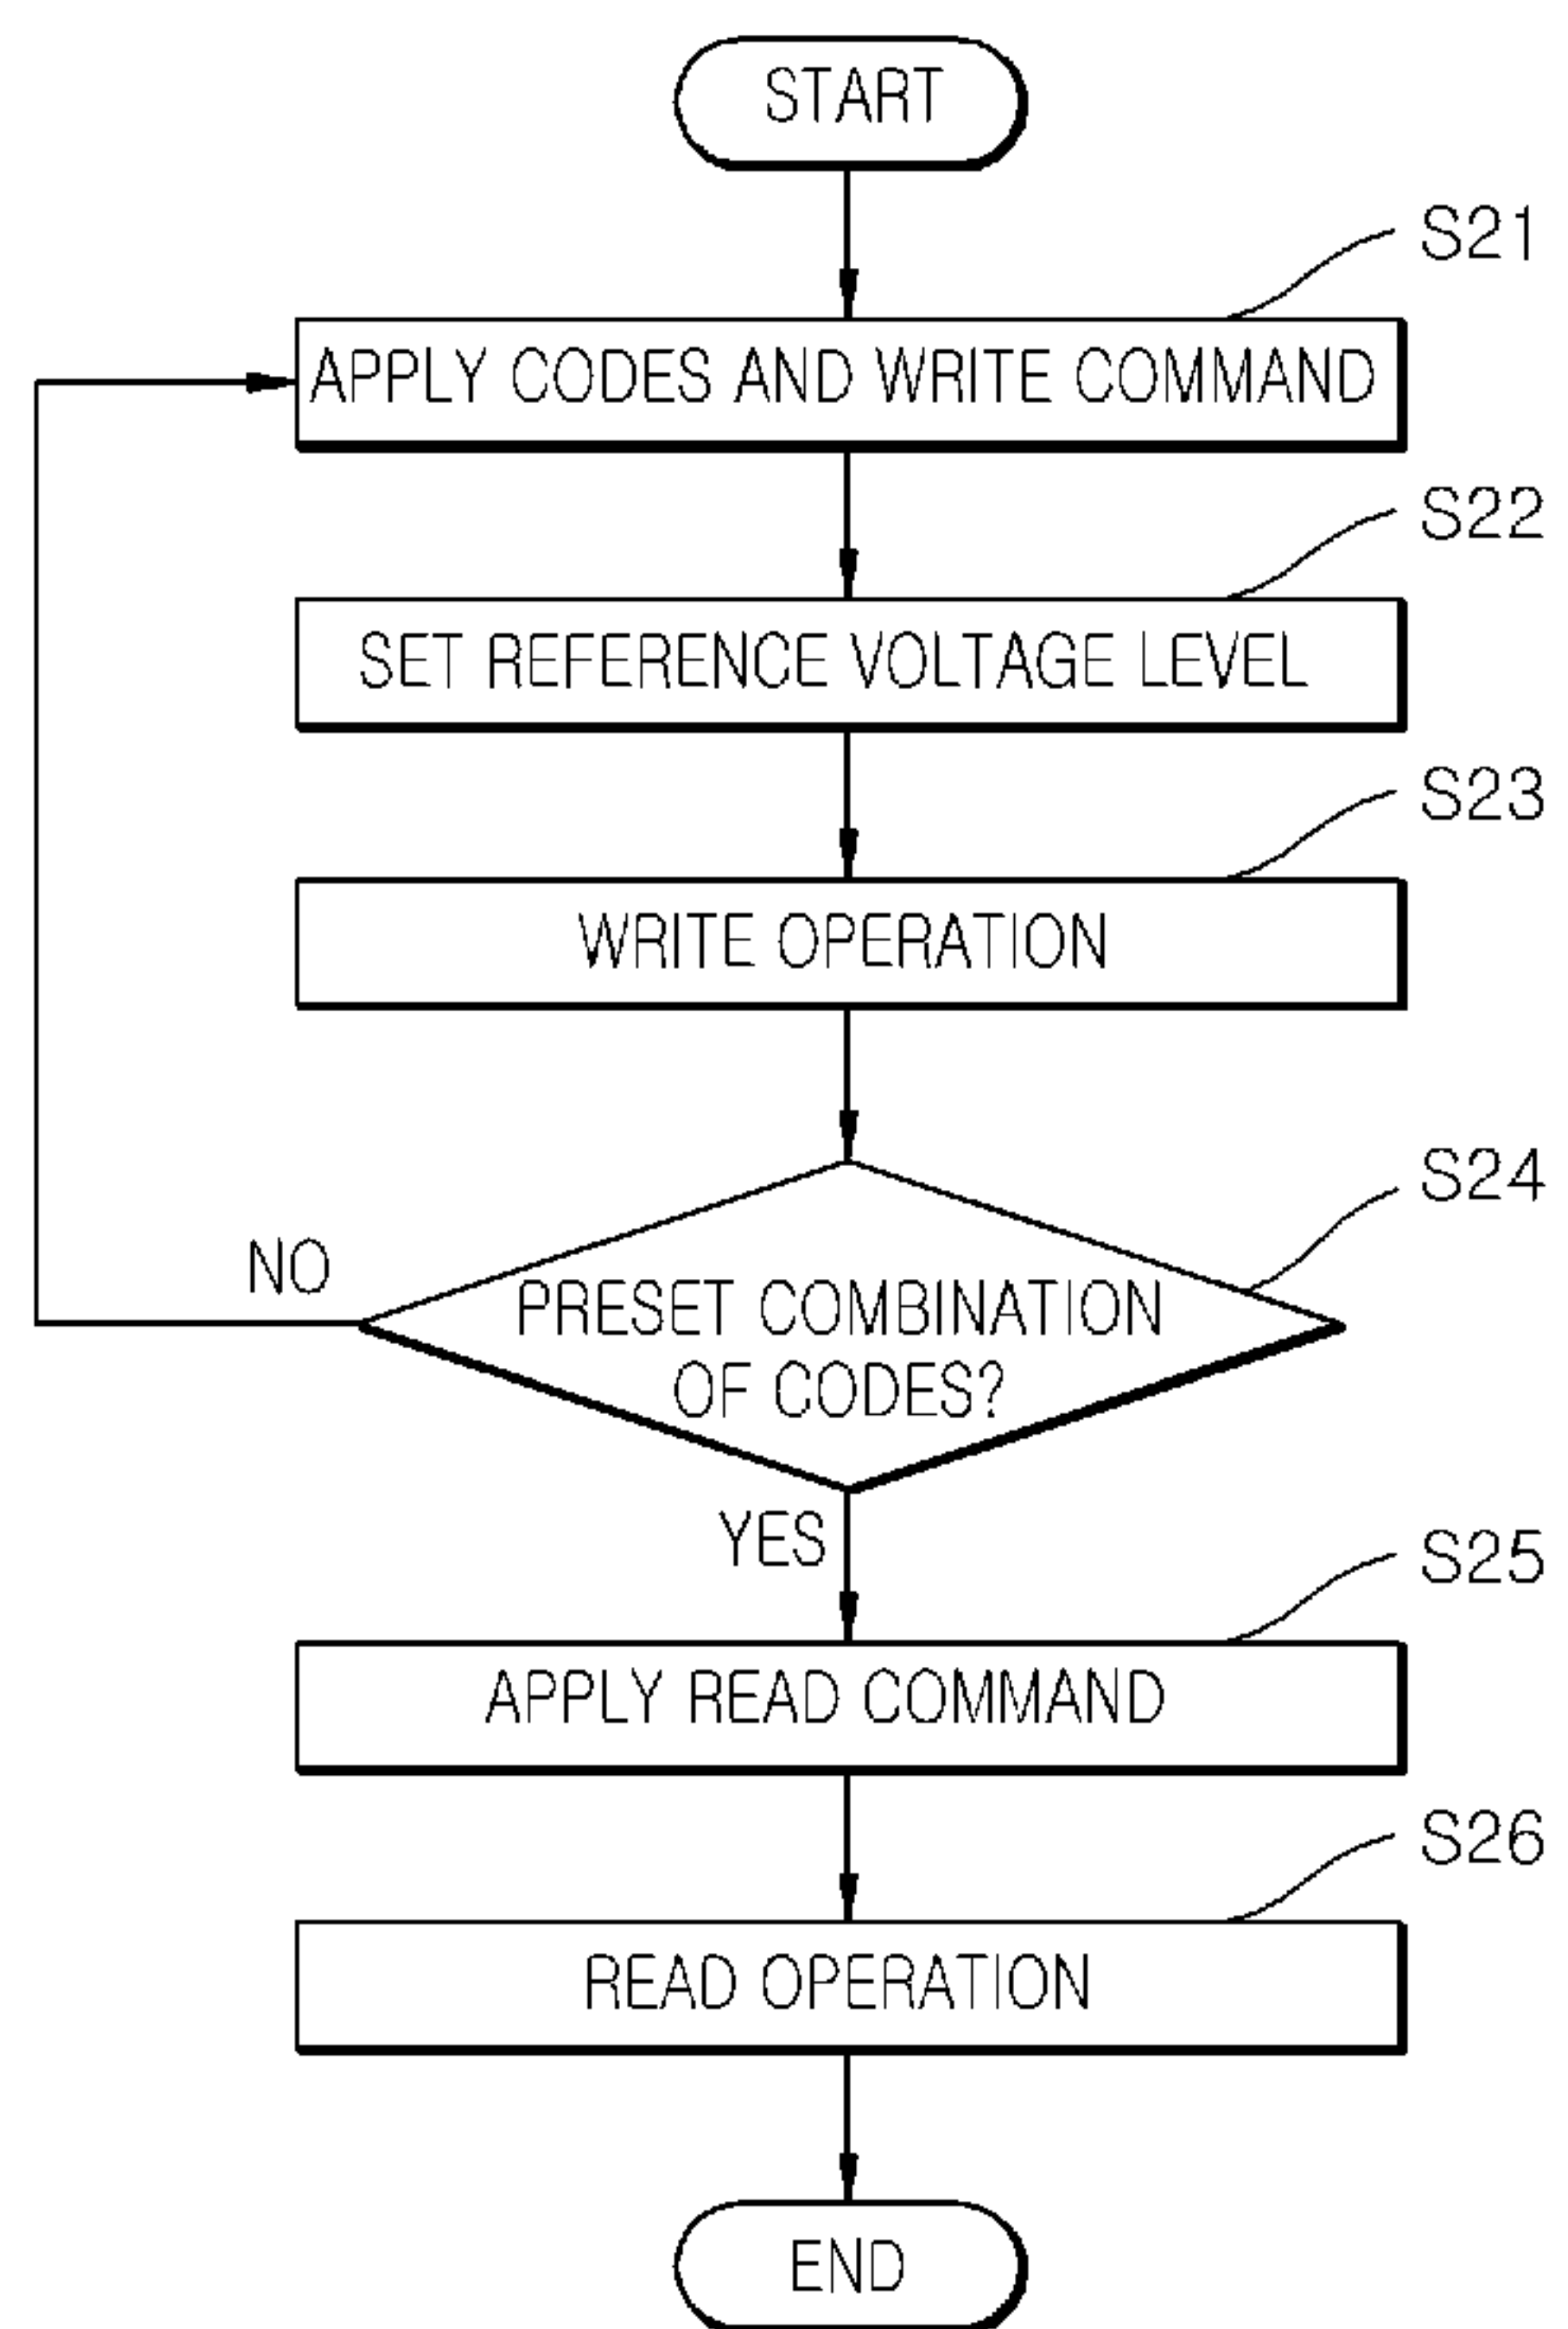 START
S21
APPLY CODES AND WRITE COMMAND
S22
SET REFERENCE VOLTAGE LEVEL
S23
WRITE OPERATION
S24
NO
PRESET COMBINATION
OF CODES?
YES
S25
APPLY READ COMMAND
S26
READ OPERATION
END